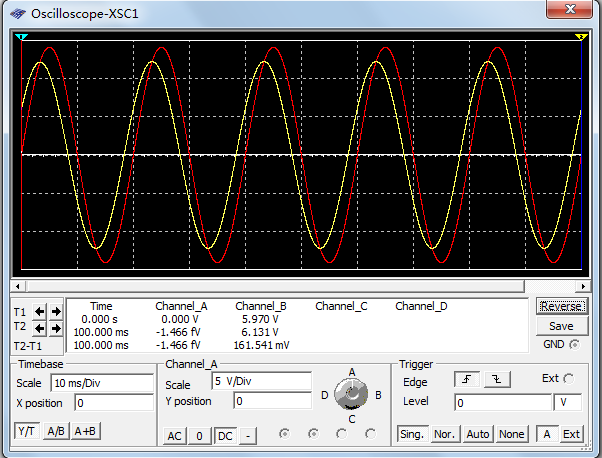 Oscilloscope-XSC1
1 2
T1
T2
T2-T1
Time Channel_A Channel_B Channel_C Channel_D
0.000 s 0.000 V 5.970 V
100.000 ms -1.466 fV 6.131 V
100.000 ms -1.466 fV 161.541 mV
Reverse
Save
GND
Timebase
Scale 10 ms/Div
X position 0
Y/T A/B A+B
Channel_A
Scale 5 V/Div
Y position 0
AC 0 DC -
A
D B
C
Trigger
Edge Ext
Level 0 V
Sing. Nor. Auto None A Ext